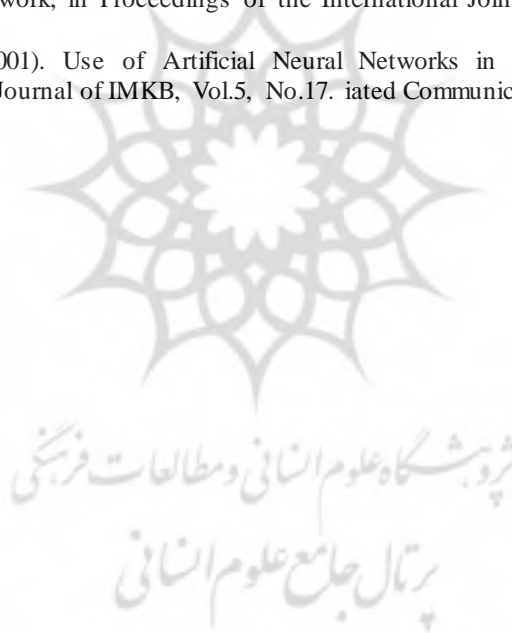 work, in Proceedings of the International Join
001). Use of Artificial Neural Networks in
Journal of IMKB, Vol.5, No.17. iated Communic
پژوهشگاه علوم انسانی و مطالعات فرهنگی
پرتال جامع علوم انسانی